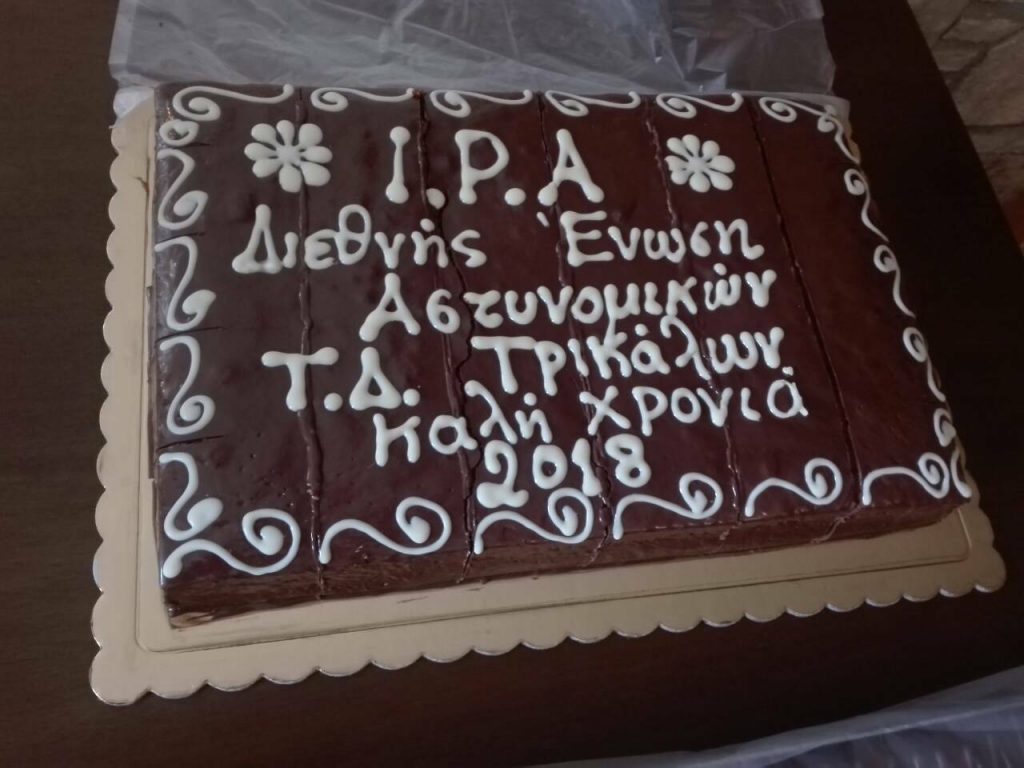 I.P.A
Διεθνής Ένωση
Αστυνομικών
Τ.Δ. Τρικάλων
καλή χρονιά
2018